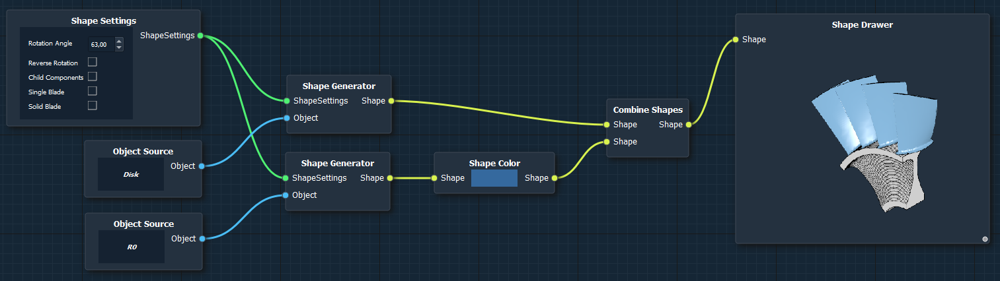 Shape Settings
ShapeSettings
Rotation Angle 63,00
Reverse Rotation
Child Components
Single Blade
Solid Blade
Object Source
Object
Disk
Object Source
Object
R0
Shape Generator
ShapeSettings Shape
Object
Shape Generator
ShapeSettings Shape
Object
Shape Color
Shape Shape
Combine Shapes
Shape Shape
Shape
Shape Drawer
Shape